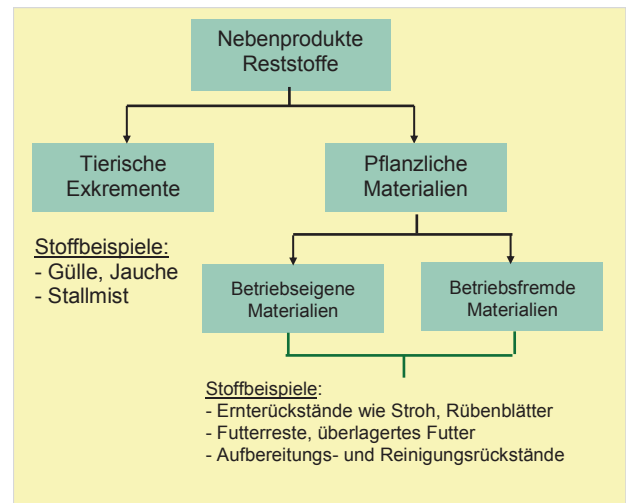 Nebenprodukte
Reststoffe
Tierische
Exkremente
Pflanzliche
Materialien
Stoffbeispiele:
- Gülle, Jauche
- Stallmist
Betriebseigene
Materialien
Betriebsfremde
Materialien
Stoffbeispiele:
- Ernterückstände wie Stroh, Rübenblätter
- Futterreste, überlagertes Futter
- Aufbereitungs- und Reinigungsrückstände